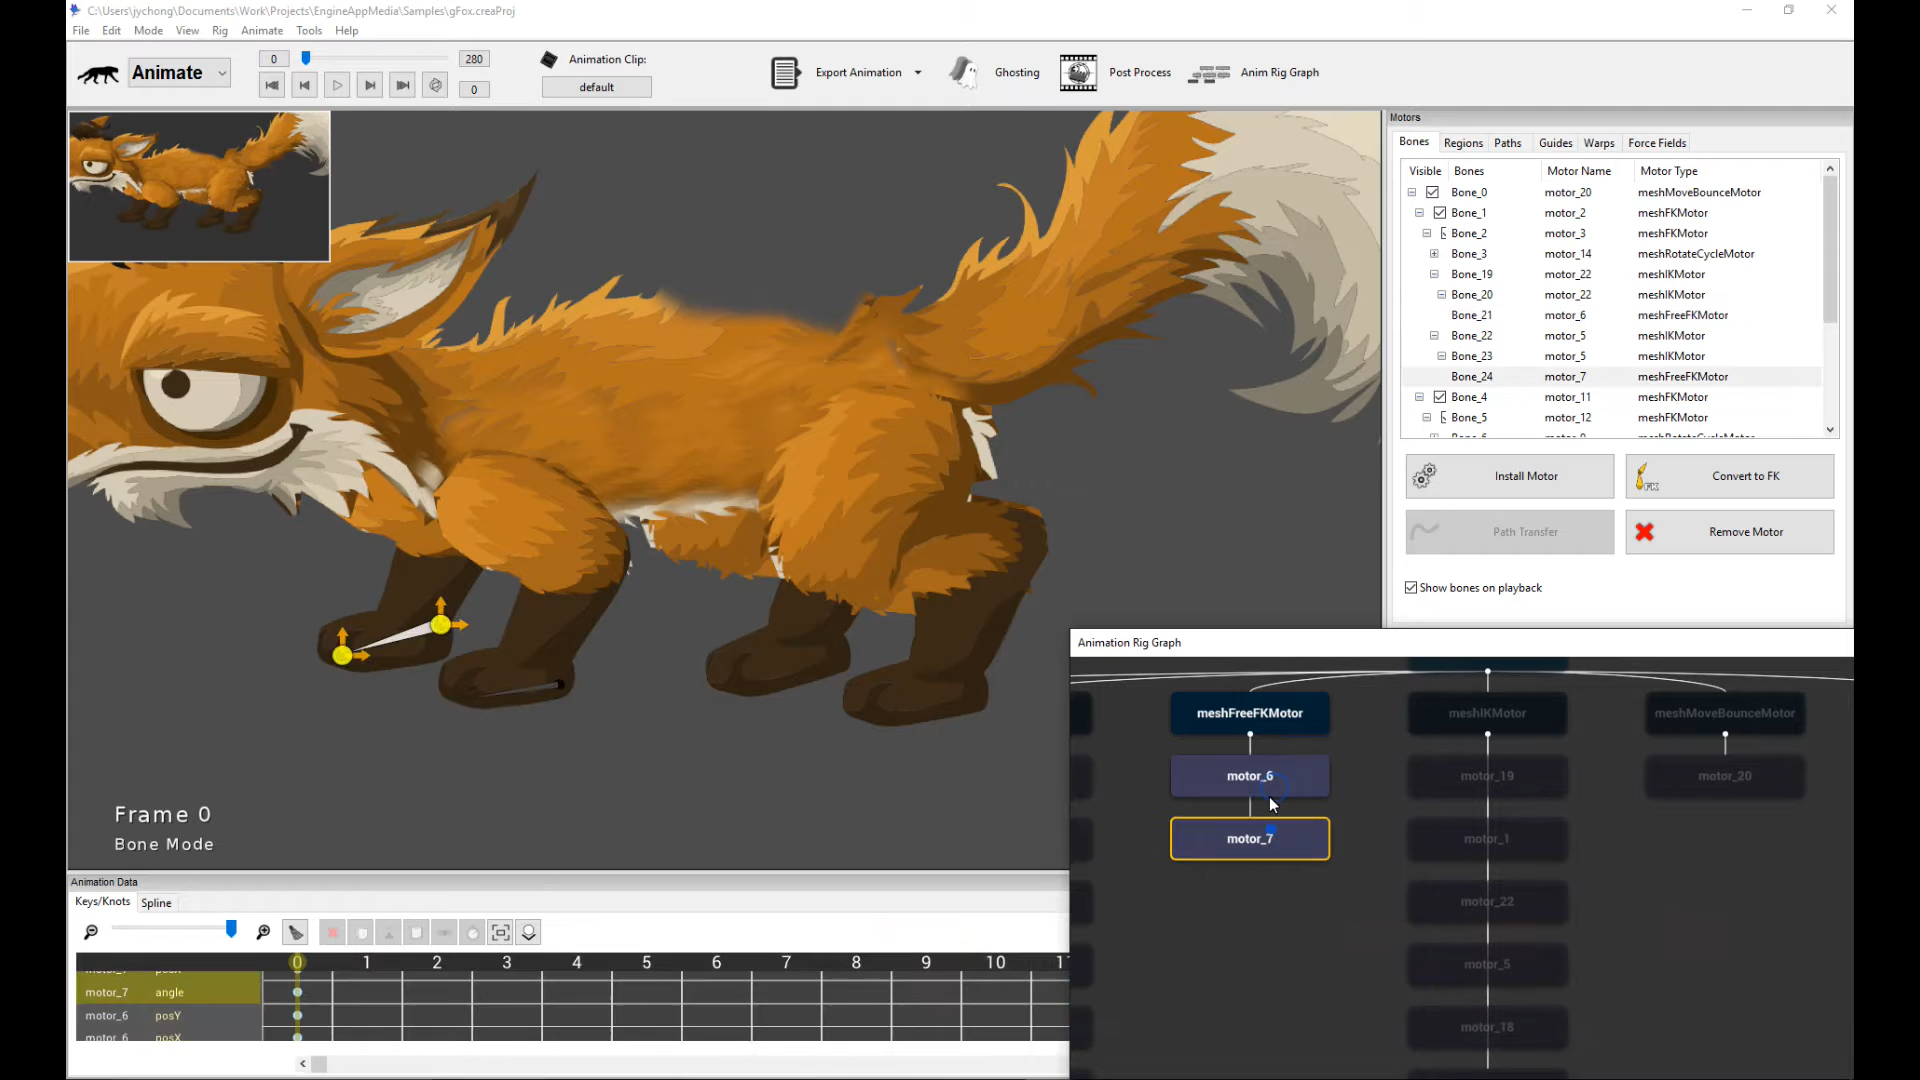 C:\Users\jychong\Documents\Work\Projects\EngineAppMedia\Samples\gFox.creaProj
File Edit Mode View Rig Animate Tools Help
Animate
0
280
0
Animation Clip:
default
Export Animation
Ghosting
Post Process
Anim Rig Graph
Motors
Bones Regions Paths Guides Warps Force Fields
Visible Bones Motor Name Motor Type
Bone_0 motor_20 meshMoveBounceMotor
Bone_1 motor_2 meshFKMotor
Bone_2 motor_3 meshFKMotor
Bone_3 motor_14 meshRotateCycleMotor
Bone_19 motor_22 meshIKMotor
Bone_20 motor_22 meshIKMotor
Bone_21 motor_6 meshFreeFKMotor
Bone_22 motor_5 meshIKMotor
Bone_23 motor_5 meshIKMotor
Bone_24 motor_7 meshFreeFKMotor
Bone_4 motor_11 meshFKMotor
Bone_5 motor_12 meshFKMotor
Install Motor
Convert to FK
Path Transfer
Remove Motor
Show bones on playback
Animation Rig Graph
meshFreeFKMotor
meshIKMotor
meshMoveBounceMotor
motor_6
motor_19
motor_20
motor_7
motor_1
motor_22
motor_5
motor_18
Frame 0
Bone Mode
Animation Data
Keys/Knots Spline
0 1 2 3 4 5 6 7 8 9 10
motor_7 posX
motor_7 angle
motor_6 posY
motor_6 posX